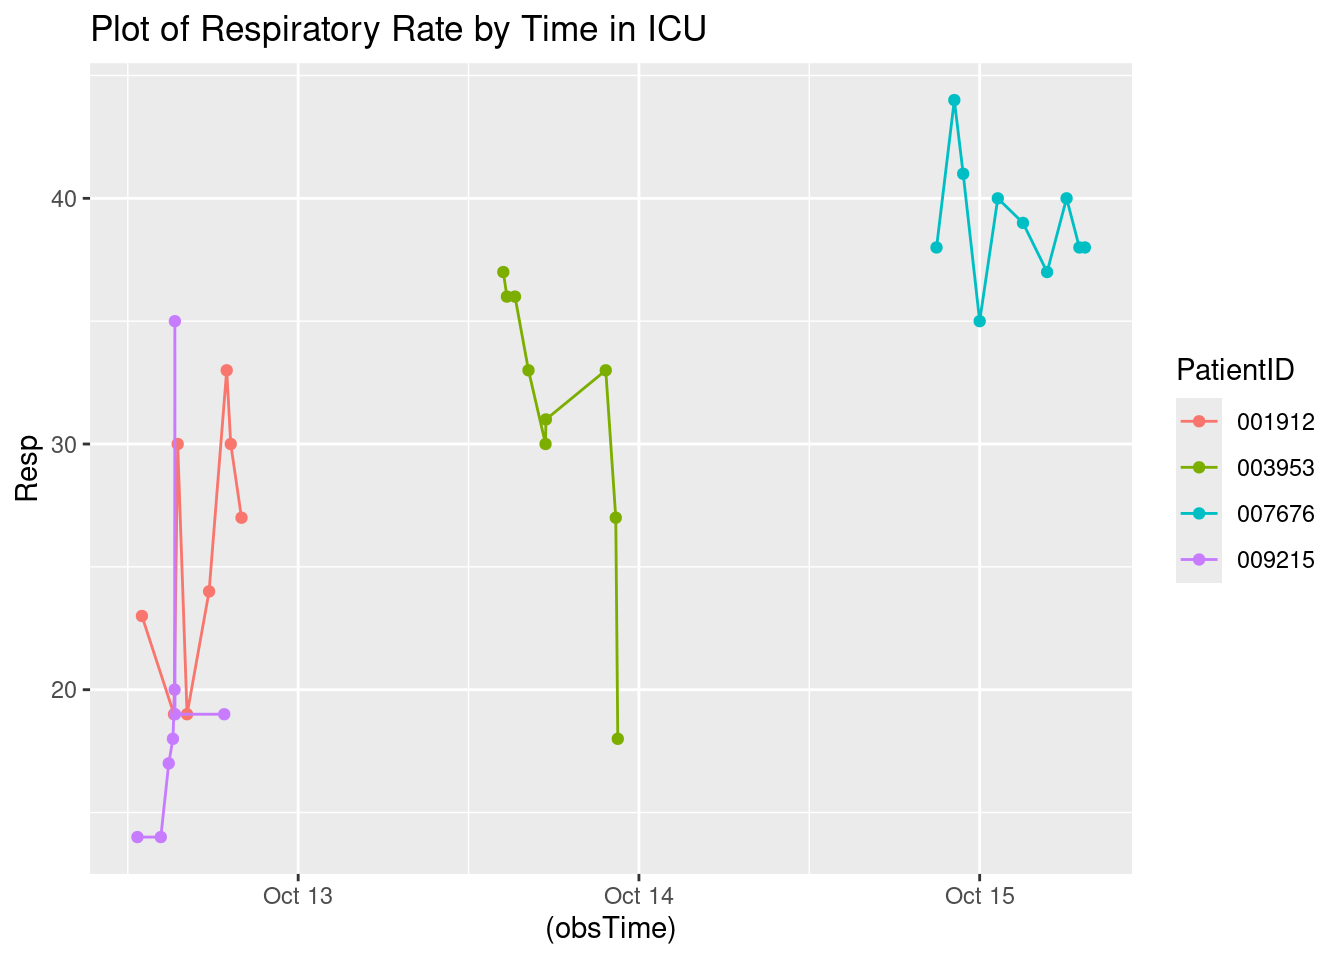 Plot of Respiratory Rate by Time in ICU
40
30
20
Resp
Oct 13
Oct 14
Oct 15
(obsTime)
PatientID
001912
003953
007676
009215